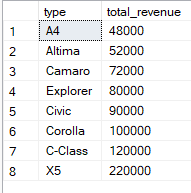 type total_revenue
1 A4 48000
2 Altima 52000
3 Camaro 72000
4 Explorer 80000
5 Civic 90000
6 Corolla 100000
7 C-Class 120000
8 X5 220000